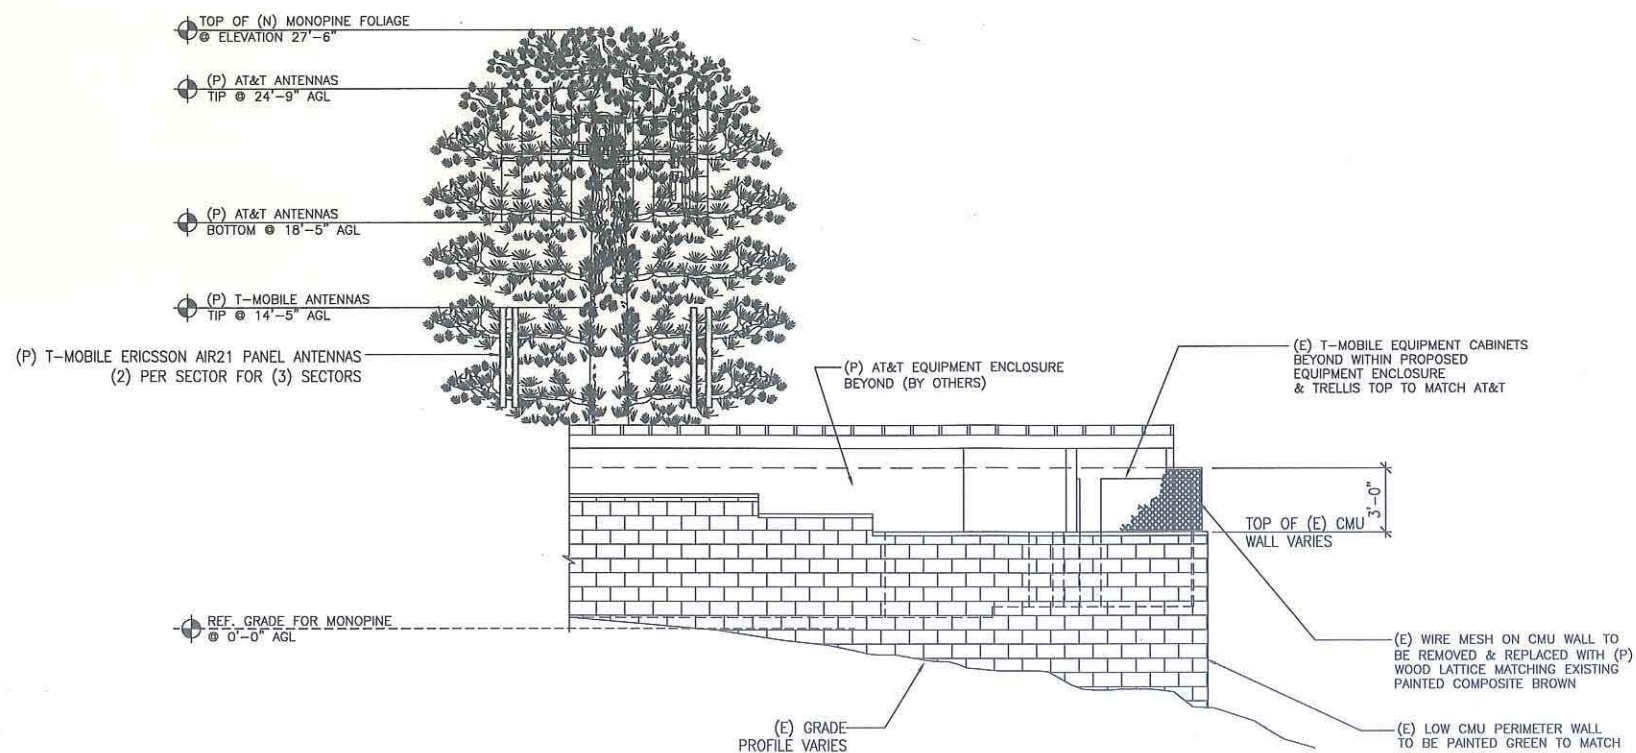 TOP OF (N) MONOPINE FOLIAGE
@ ELEVATION 27'-6"
(P) AT&T ANTENNAS
TIP @ 24'-9" AGL
(P) AT&T ANTENNAS
BOTTOM @ 18'-5" AGL
(P) T-MOBILE ANTENNAS
TIP @ 14'-5" AGL
(P) T-MOBILE ERICSSON AIR21 PANEL ANTENNAS
(2) PER SECTOR FOR (3) SECTORS
(P) AT&T EQUIPMENT ENCLOSURE
BEYOND (BY OTHERS)
(E) T-MOBILE EQUIPMENT CABINETS
BEYOND WITHIN PROPOSED
EQUIPMENT ENCLOSURE
& TRELLIS TOP TO MATCH AT&T
3'-0"
TOP OF (E) CMU
WALL VARIES
REF. GRADE FOR MONOPINE
@ 0'-0" AGL
(E) WIRE MESH ON CMU WALL TO
BE REMOVED & REPLACED WITH (P)
WOOD LATTICE MATCHING EXISTING
PAINTED COMPOSITE BROWN
(E) GRADE
PROFILE VARIES
(E) LOW CMU PERIMETER WALL
TO BE PAINTED GREEN TO MATCH